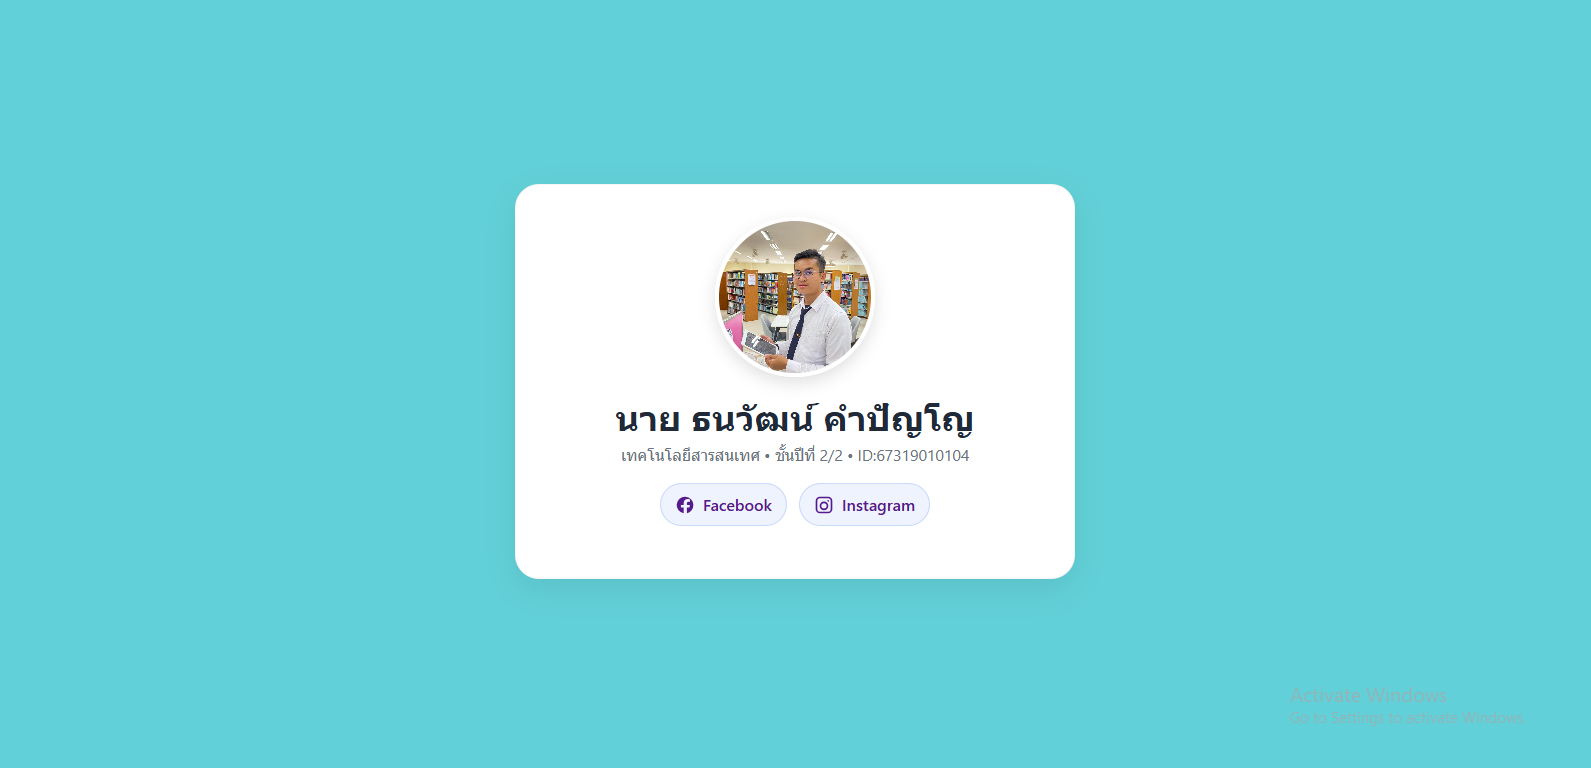 นาย ธนวัฒน์ คำปัญโญ
เทคโนโลยีสารสนเทศ • ชั้นปีที่ 2/2 • ID:67319010104
Facebook
Instagram
Activate Windows
Go to Settings to activate Windows.